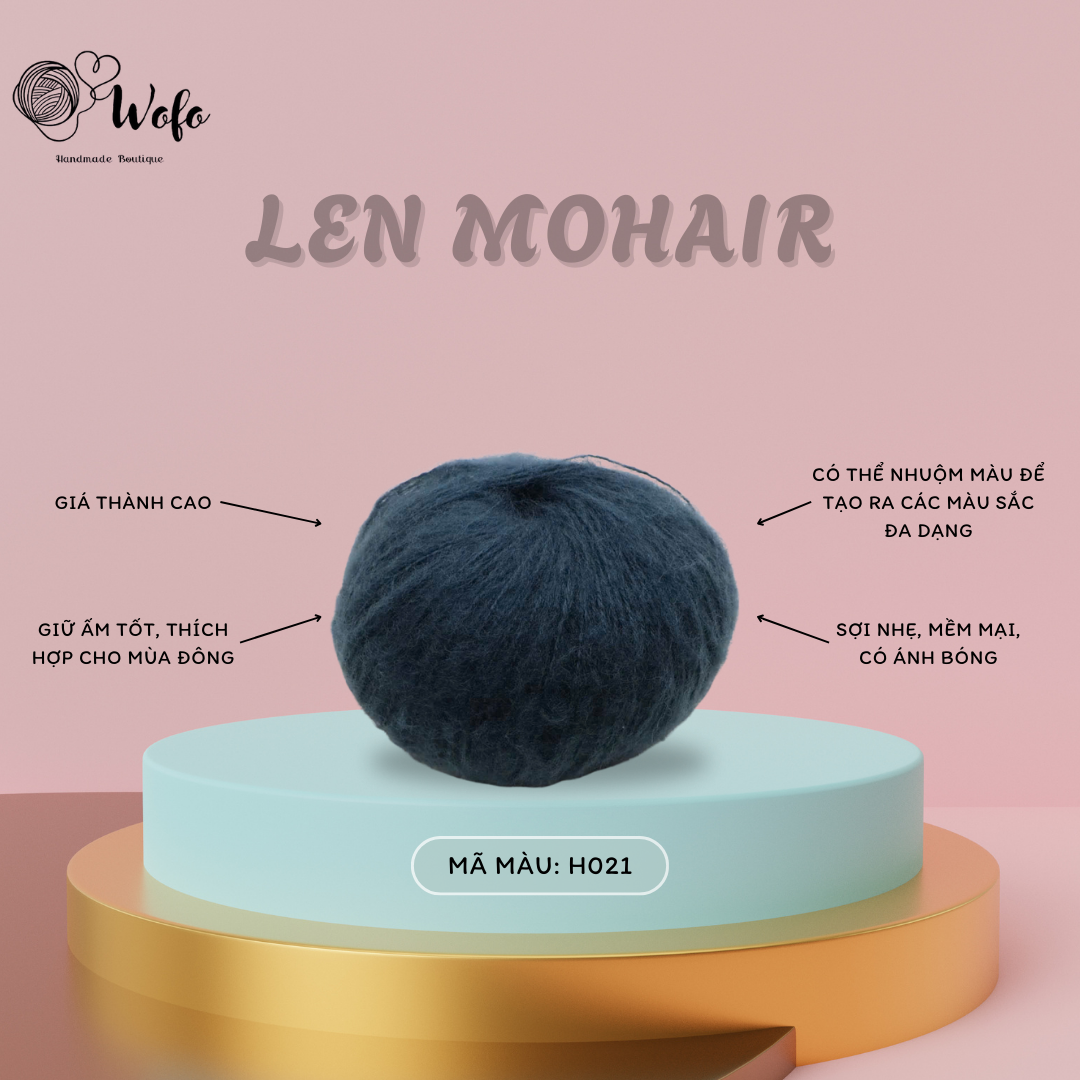 Wofo
Handmade Boutique
LEN MOHAIR
GIÁ THÀNH CAO
CÓ THỂ NHUỘM MÀU ĐỂ
TẠO RA CÁC MÀU SẮC
ĐA DẠNG
GIỮ ẤM TỐT, THÍCH
HỢP CHO MÙA ĐÔNG
SỢI NHẸ, MỀM MẠI,
CÓ ÁNH BÓNG
MÃ MÀU: H021